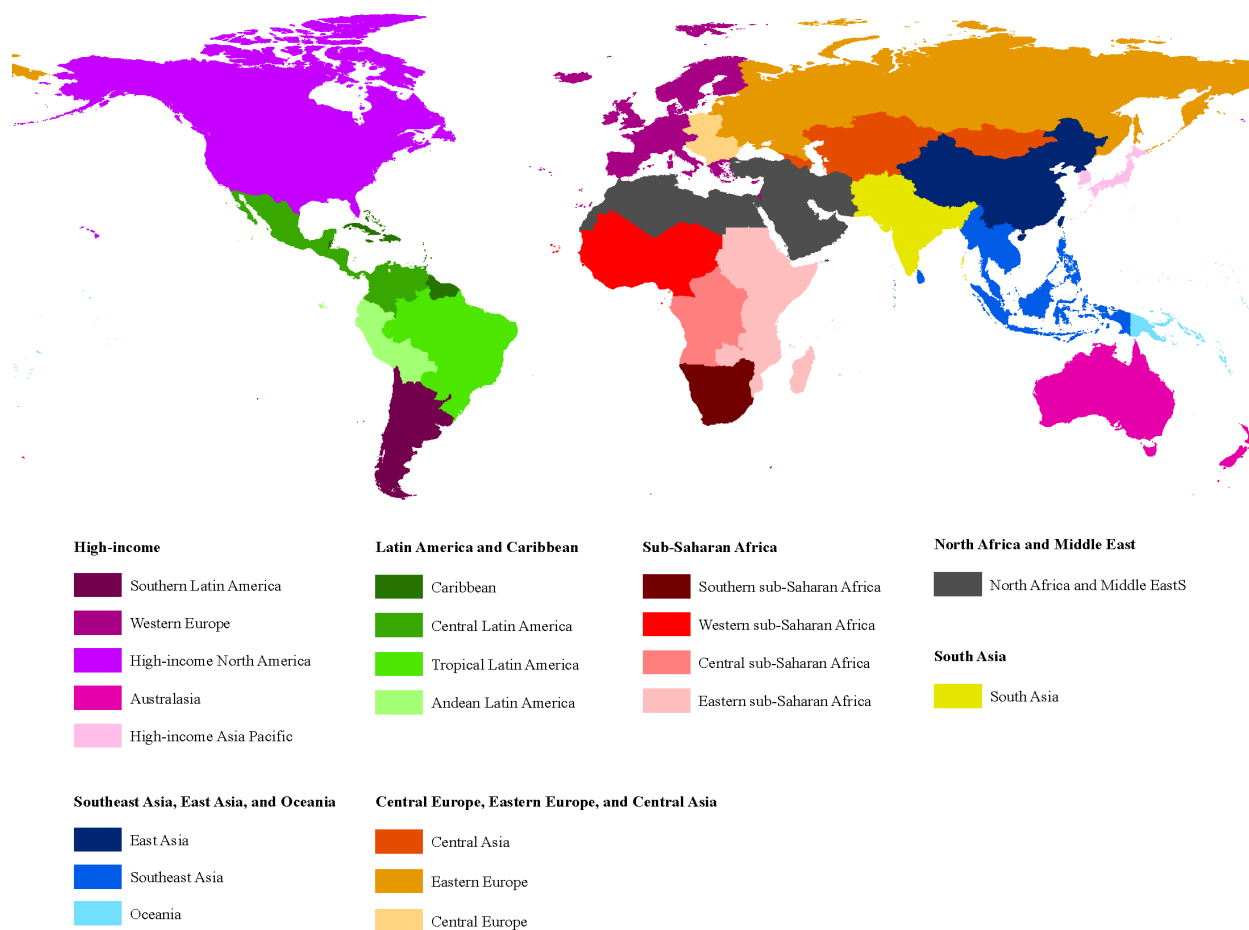 High-income
Southern Latin America
Western Europe
High-income North America
Australasia
High-income Asia Pacific
Latin America and Caribbean
Caribbean
Central Latin America
Tropical Latin America
Andean Latin America
Sub-Saharan Africa
Southern sub-Saharan Africa
Western sub-Saharan Africa
Central sub-Saharan Africa
Eastern sub-Saharan Africa
North Africa and Middle East
North Africa and Middle EastS
South Asia
South Asia
Southeast Asia, East Asia, and Oceania
East Asia
Southeast Asia
Oceania
Central Europe, Eastern Europe, and Central Asia
Central Asia
Eastern Europe
Central Europe